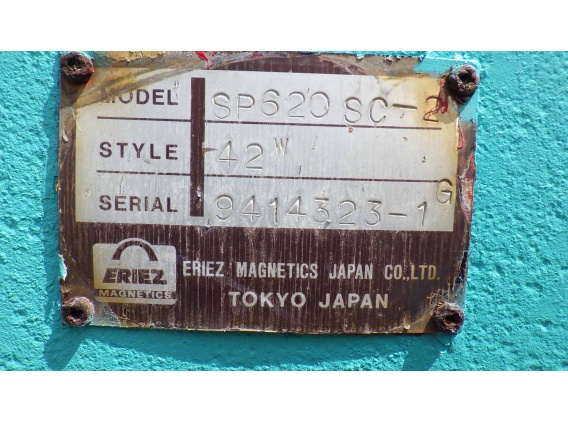 MODEL SP620 SC-2
STYLE 42 W
SERIAL 9414323-1 G
ERIEZ
MAGNETICS
ERIEZ MAGNETICS JAPAN CO.,LTD.
TOKYO JAPAN